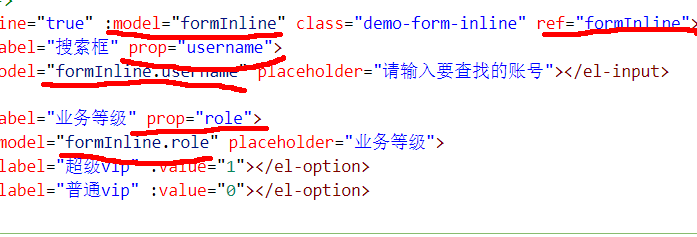 ine="true" :model="formInline" class="demo-form-inline" ref="formInline">
label="搜索框" prop="username">
odel="formInline.username" placeholder="请输入要查找的账号"></el-input>
label="业务等级" prop="role">
model="formInline.role" placeholder="业务等级">
label="超级vip" :value="1"></el-option>
label="普通vip" :value="0"></el-option>